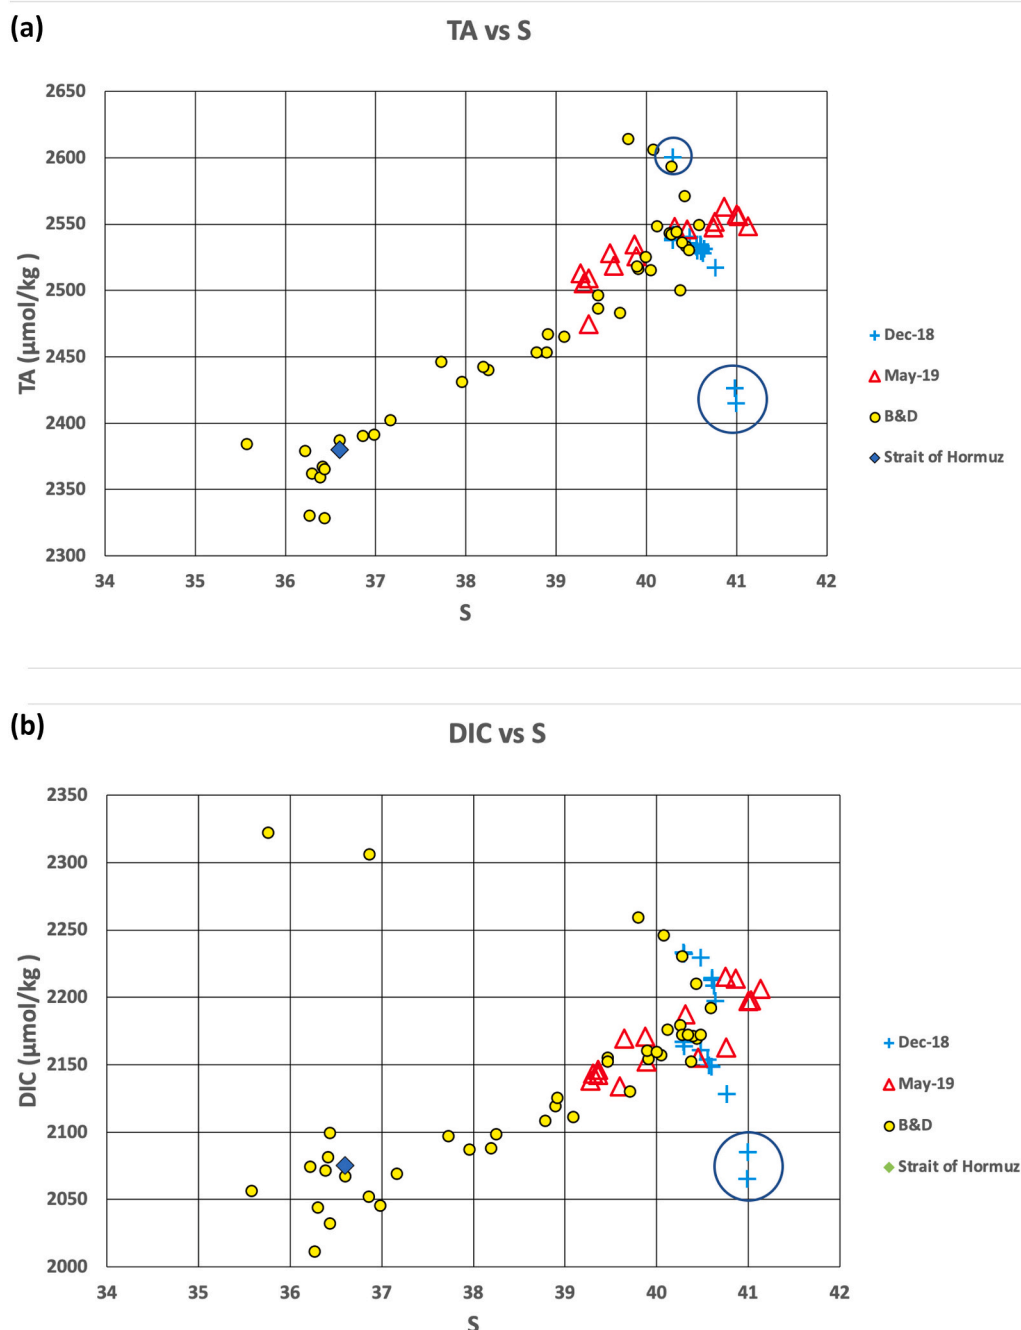 (a)
TA vs S
2650
2600
2550
2500
2450
2400
2350
2300
TA (µmol/kg )
34 35 36 37 38 39 40 41 42
S
Dec-18
May-19
B&D
Strait of Hormuz
(b)
DIC vs S
2350
2300
2250
2200
2150
2100
2050
2000
DIC (µmol/kg )
34 35 36 37 38 39 40 41 42
S
Dec-18
May-19
B&D
Strait of Hormuz